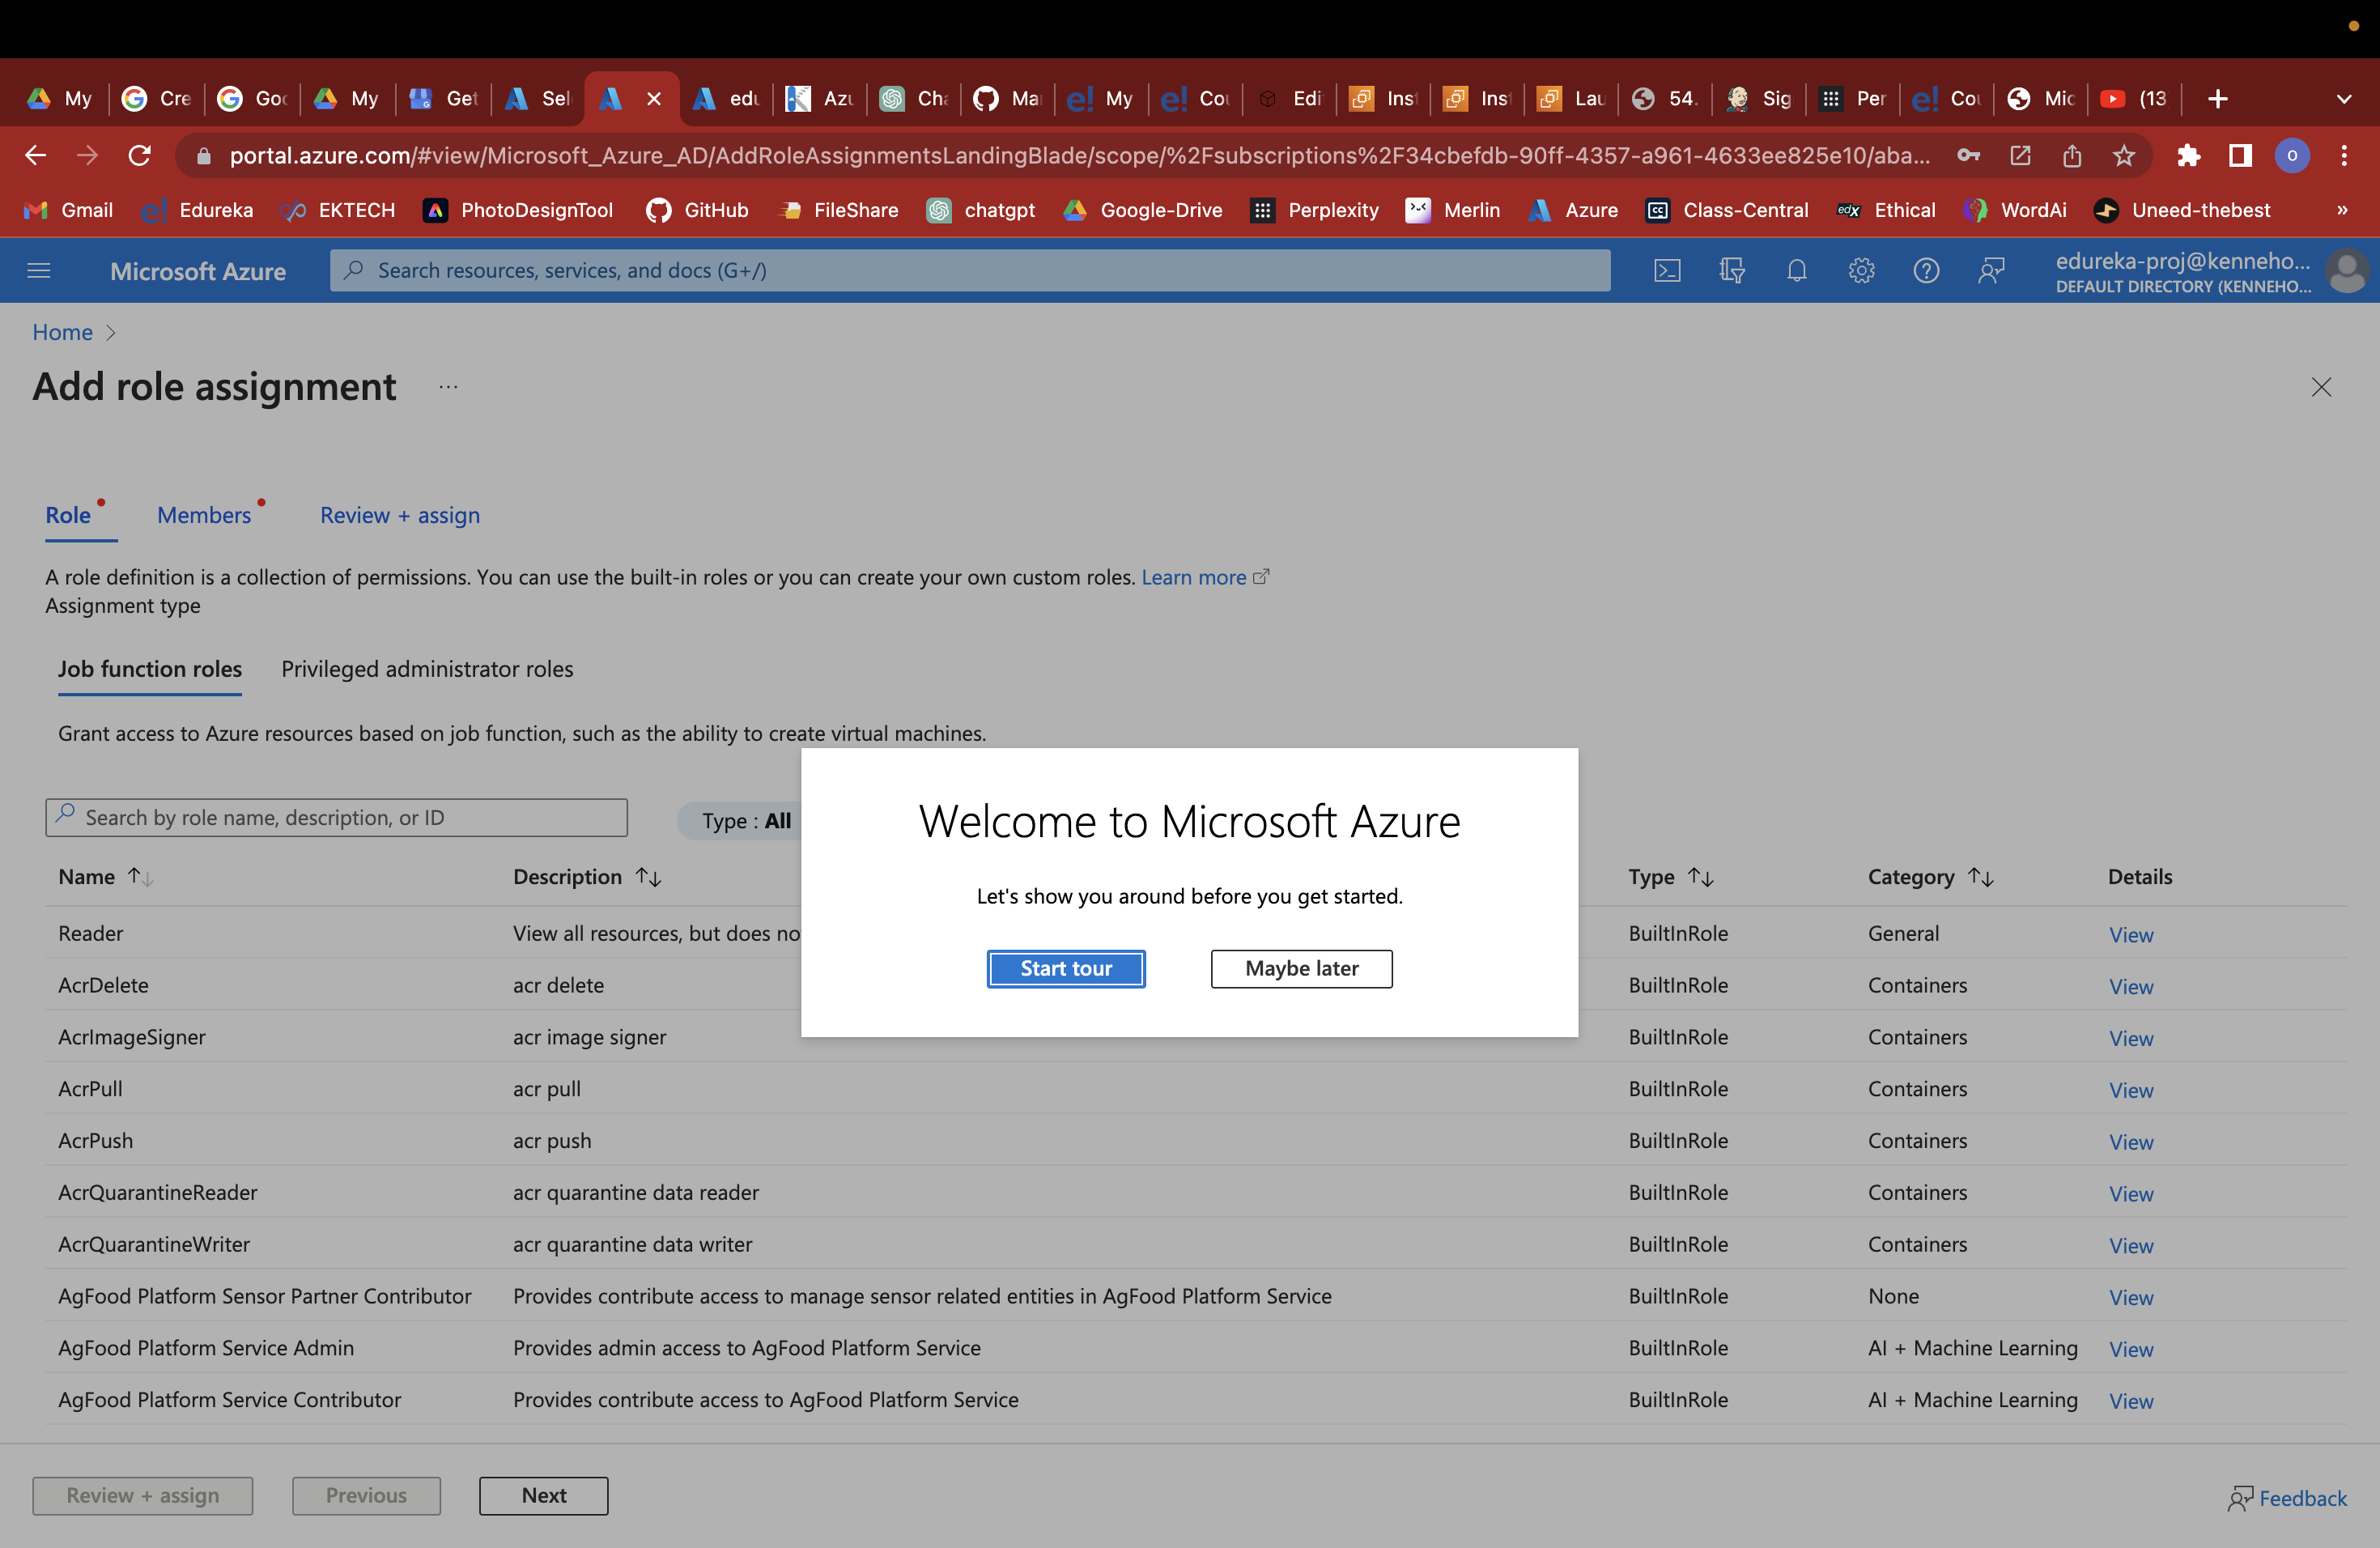 My Cre Goo My Get Sel edu Azu Cha Ma My Cou Edi Inst Inst Lau 54. Sig Per Cou Mic (13
portal.azure.com/#view/Microsoft_Azure_AD/AddRoleAssignmentsLandingBlade/scope/%2Fsubscriptions%2F34cbefdb-90ff-4357-a961-4633ee825e10/aba... O
Gmail e! Edureka EKTECH PhotoDesignTool GitHub FileShare chatgpt Google-Drive Perplexity Merlin Azure CC Class-Central edX Ethical WordAi Uneed-thebest »
Microsoft Azure Search resources, services, and docs (G+/) edureka-proj@kenneho...
DEFAULT DIRECTORY (KENNEHO...
Home >
Add role assignment ...
Role Members Review + assign
A role definition is a collection of permissions. You can use the built-in roles or you can create your own custom roles. Learn more
Assignment type
Job function roles Privileged administrator roles
Grant access to Azure resources based on job function, such as the ability to create virtual machines.
Search by role name, description, or ID Type : All
Welcome to Microsoft Azure
Let's show you around before you get started.
Start tour Maybe later
Name ↑↓ Description ↑↓ Type ↑↓ Category ↑↓ Details
Reader View all resources, but does no BuiltInRole General View
AcrDelete acr delete BuiltInRole Containers View
AcrImageSigner acr image signer BuiltInRole Containers View
AcrPull acr pull BuiltInRole Containers View
AcrPush acr push BuiltInRole Containers View
AcrQuarantineReader acr quarantine data reader BuiltInRole Containers View
AcrQuarantineWriter acr quarantine data writer BuiltInRole Containers View
AgFood Platform Sensor Partner Contributor Provides contribute access to manage sensor related entities in AgFood Platform Service BuiltInRole None View
AgFood Platform Service Admin Provides admin access to AgFood Platform Service BuiltInRole AI + Machine Learning View
AgFood Platform Service Contributor Provides contribute access to AgFood Platform Service BuiltInRole AI + Machine Learning View
Review + assign Previous Next Feedback